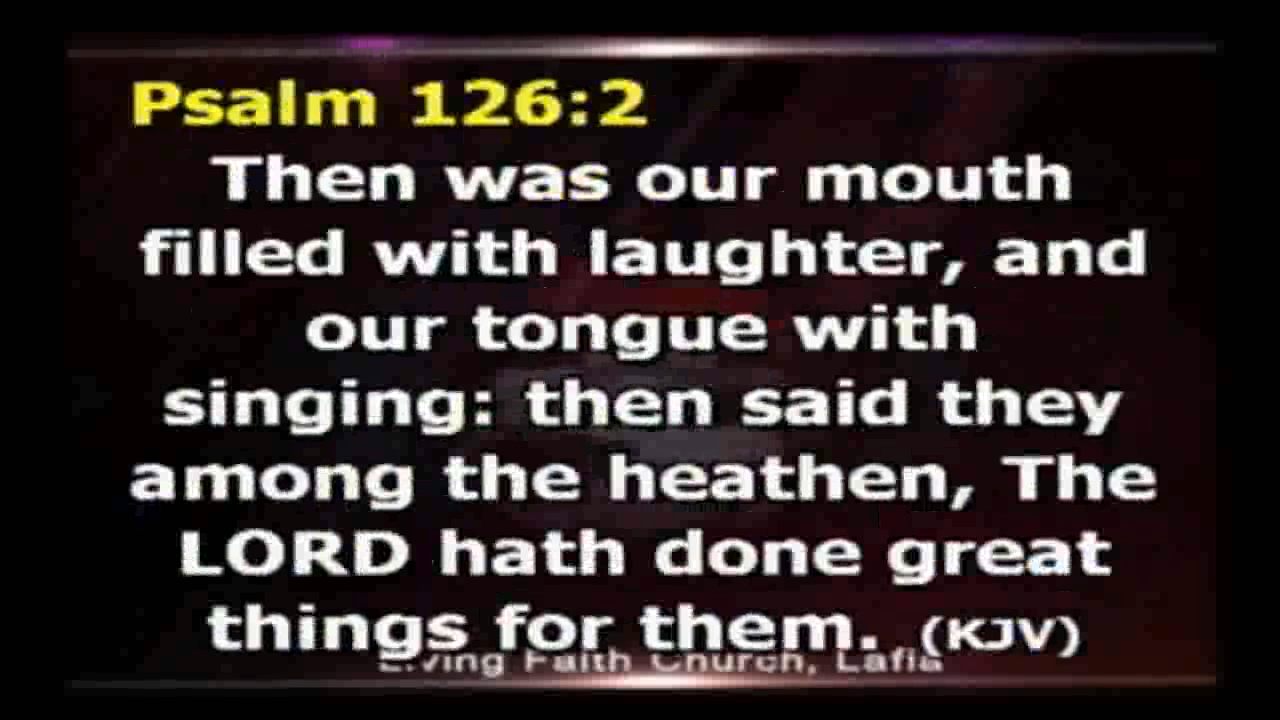 Psalm 126:2
Then was our mouth
filled with laughter, and
our tongue with
singing: then said they
among the heathen, The
LORD hath done great
things for them. (KJV)
Living Faith Church, Lafia